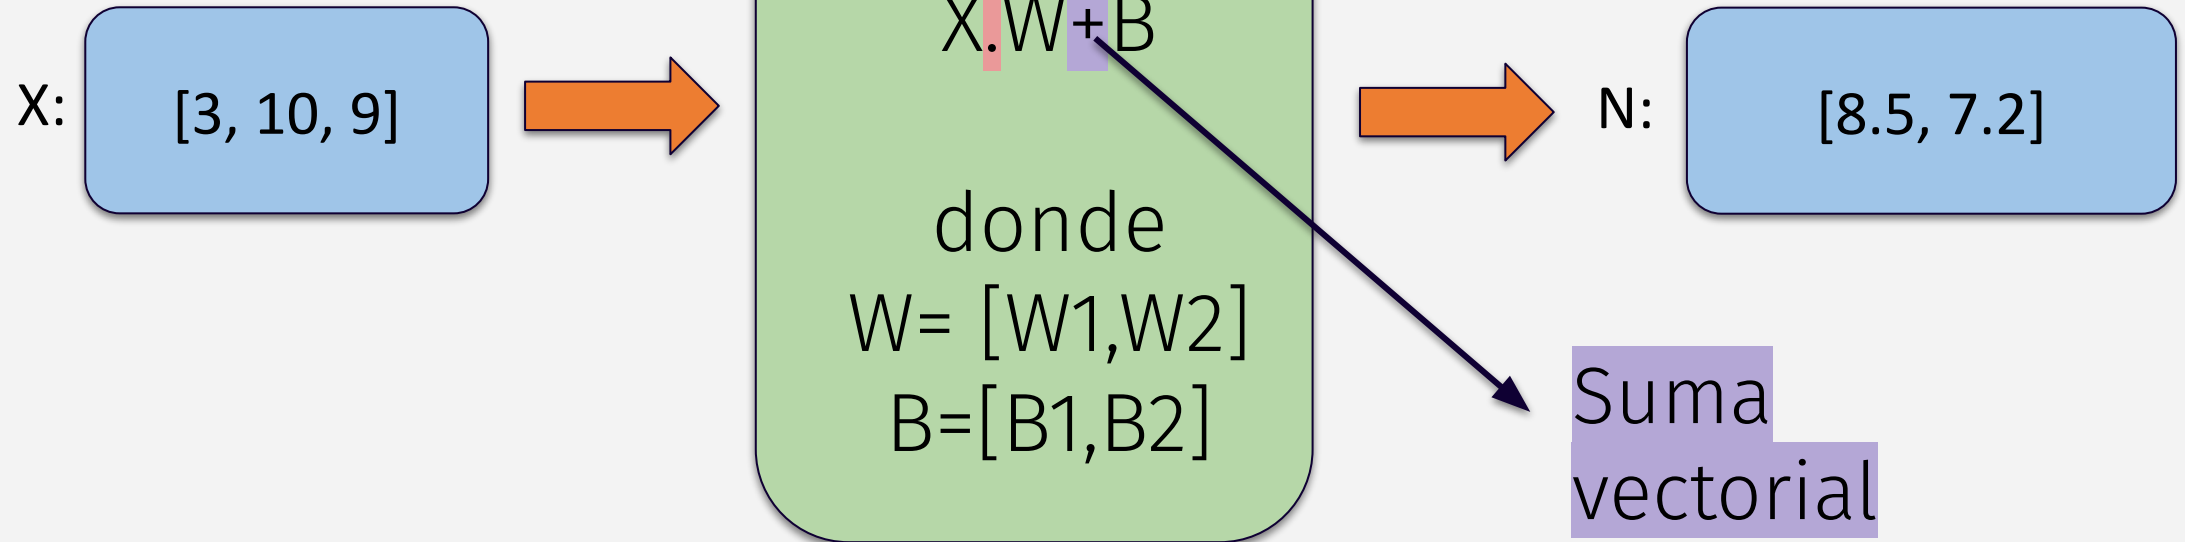 X.W+B
X:
[3, 10, 9]
N:
[8.5, 7.2]
donde
W= [W1,W2]
B=[B1,B2]
Suma
vectorial